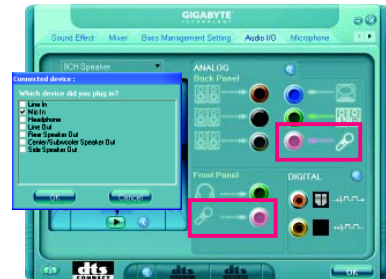 GIGABYTE
TECHNOLOGY
Sound Effect Mixer Bass Management Setting Audio I/O Microphone
8CH Speaker
ANALOG
Back Panel
Connected device :
Which device did you plug in?
Line In
Mic In
Headphone
Line Out
Rear Speaker Out
Center/Subwoofer Speaker Out
Side Speaker Out
OK Cancel
Front Panel
DIGITAL
dts
CONNECT
dts
dts
OK